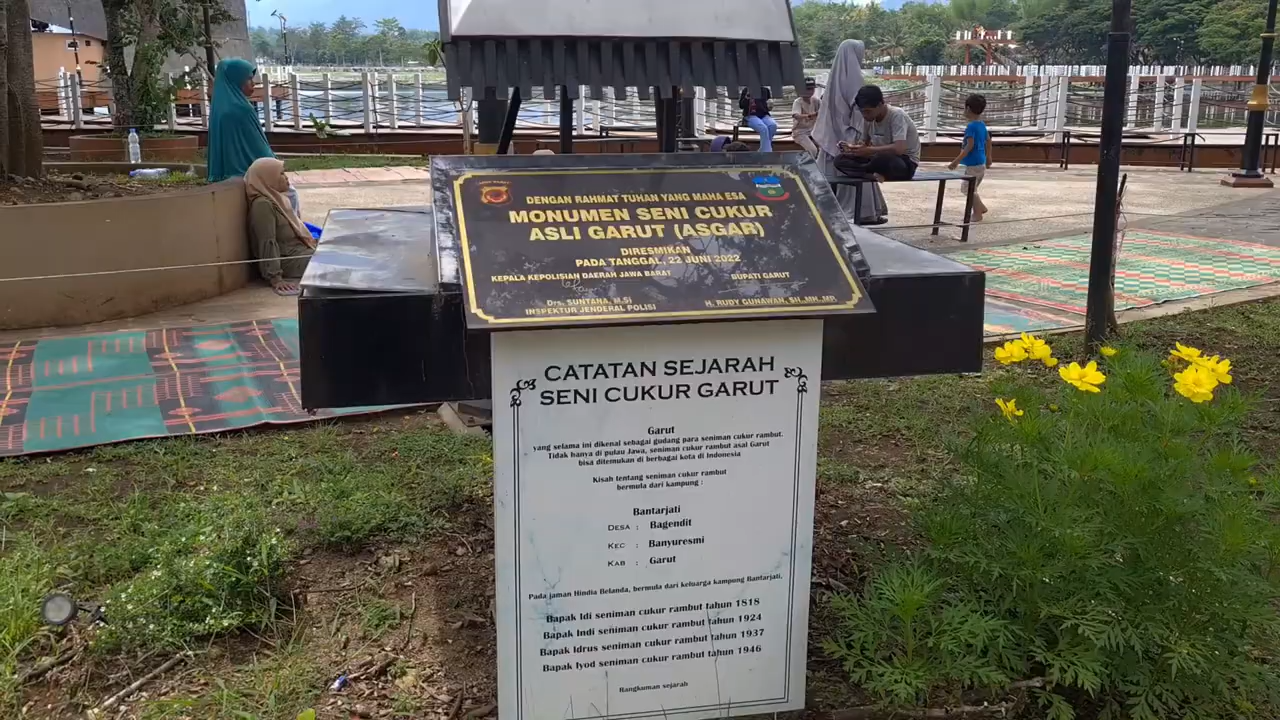 DENGAN RAHMAT TUHAN YANG MAHA ESA
MONUMEN SENI CUKUR
ASLI GARUT (ASGAR)
DIRESMIKAN
PADA TANGGAL, 22 JUNI 2022
KEPALA KEPOLISIAN DAERAH JAWA BARAT
BUPATI GARUT
Drs. SUNTANA, M.SI
INSPEKTUR JENDERAL POLISI
H. RUDY GUNAWAN, SH.,MH.,MP.
CATATAN SEJARAH
SENI CUKUR GARUT
Garut
yang selama ini dikenal sebagai gudang para seniman cukur rambut.
Tidak hanya di pulau Jawa, seniman cukur rambut asal Garut
bisa ditemukan di berbagai kota di Indonesia
Kisah tentang seniman cukur rambut
bermula dari kampung :
Bantarjati
DESA : Bagendit
KEC : Banyuresmi
KAB : Garut
Pada jaman Hindia Belanda, bermula dari keluarga kampung Bantarjati.
Bapak Idi seniman cukur rambut tahun 1818
Bapak Indi seniman cukur rambut tahun 1924
Bapak Idrus seniman cukur rambut tahun 1937
Bapak Iyod seniman cukur rambut tahun 1946
Rangkuman sejarah